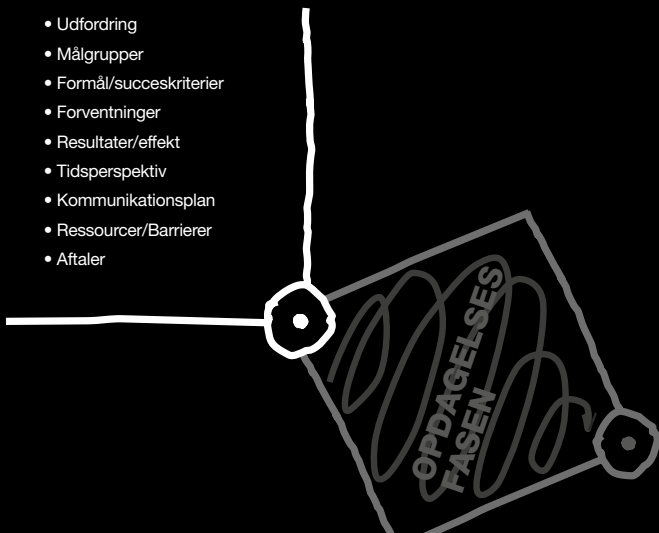 • Udfordring
• Målgrupper
• Formål/succeskriterier
• Forventninger
• Resultater/effekt
• Tidsperspektiv
• Kommunikationsplan
• Ressourcer/Barrierer
• Aftaler
OPDAGELSES
FASEN